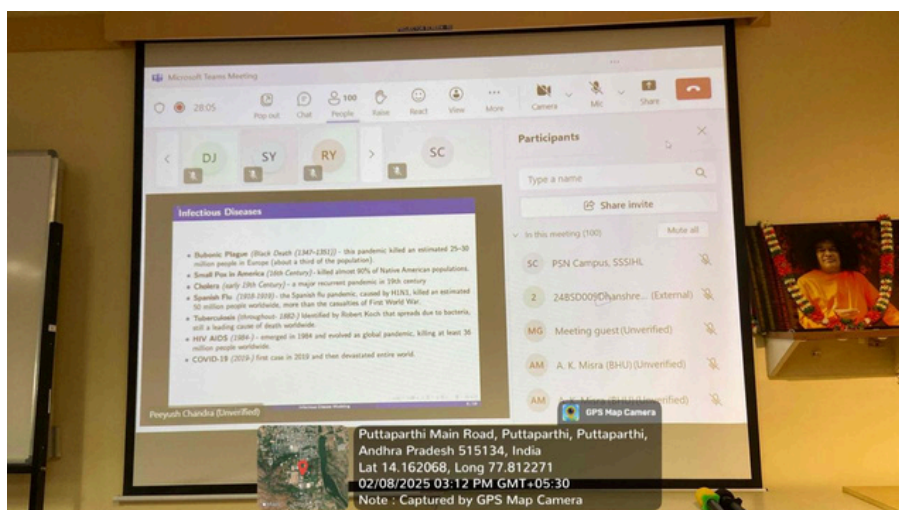 Microsoft Teams Meeting
28:05
Pop out
Chat
100
People
Raise
React
View
More
Camera
Mic
Share
DJ
SY
RY
SC
Participants
Type a name
Share invite
In this meeting (100)
Mute all
SC PSN Campus, SSSIHL
2 24BSD009Dhanshre... (External)
MG Meeting guest (Unverified)
AM A. K. Misra (BHU) (Unverified)
AM A. K. Misra (BHU) (Unverified)
Infectious Diseases
Bubonic Plague (Black Death (1347-1351)) - this pandemic killed an estimated 25-30
million people in Europe (about a third of the population).
Small Pox in America (16th Century) - killed almost 90% of Native American populations.
Cholera (early 19th Century) - a major recurrent pandemic in 19th century
Spanish Flu (1918-1919) - the Spanish flu pandemic, caused by H1N1, killed an estimated
50 million people worldwide, more than the casualties of First World War.
Tuberculosis (throughout- 1882-) Identified by Robert Koch that spreads due to bacteria,
still a leading cause of death worldwide.
HIV AIDS (1984-) - emerged in 1984 and evolved as global pandemic, killing at least 36
million people worldwide.
COVID-19 (2019-) first case in 2019 and then devastated entire world.
Peeyush Chandra (Unverified)
GPS Map Camera
Puttaparthi Main Road, Puttaparthi, Puttaparthi,
Andhra Pradesh 515134, India
Lat 14.162068, Long 77.812271
02/08/2025 03:12 PM GMT+05:30
Note : Captured by GPS Map Camera